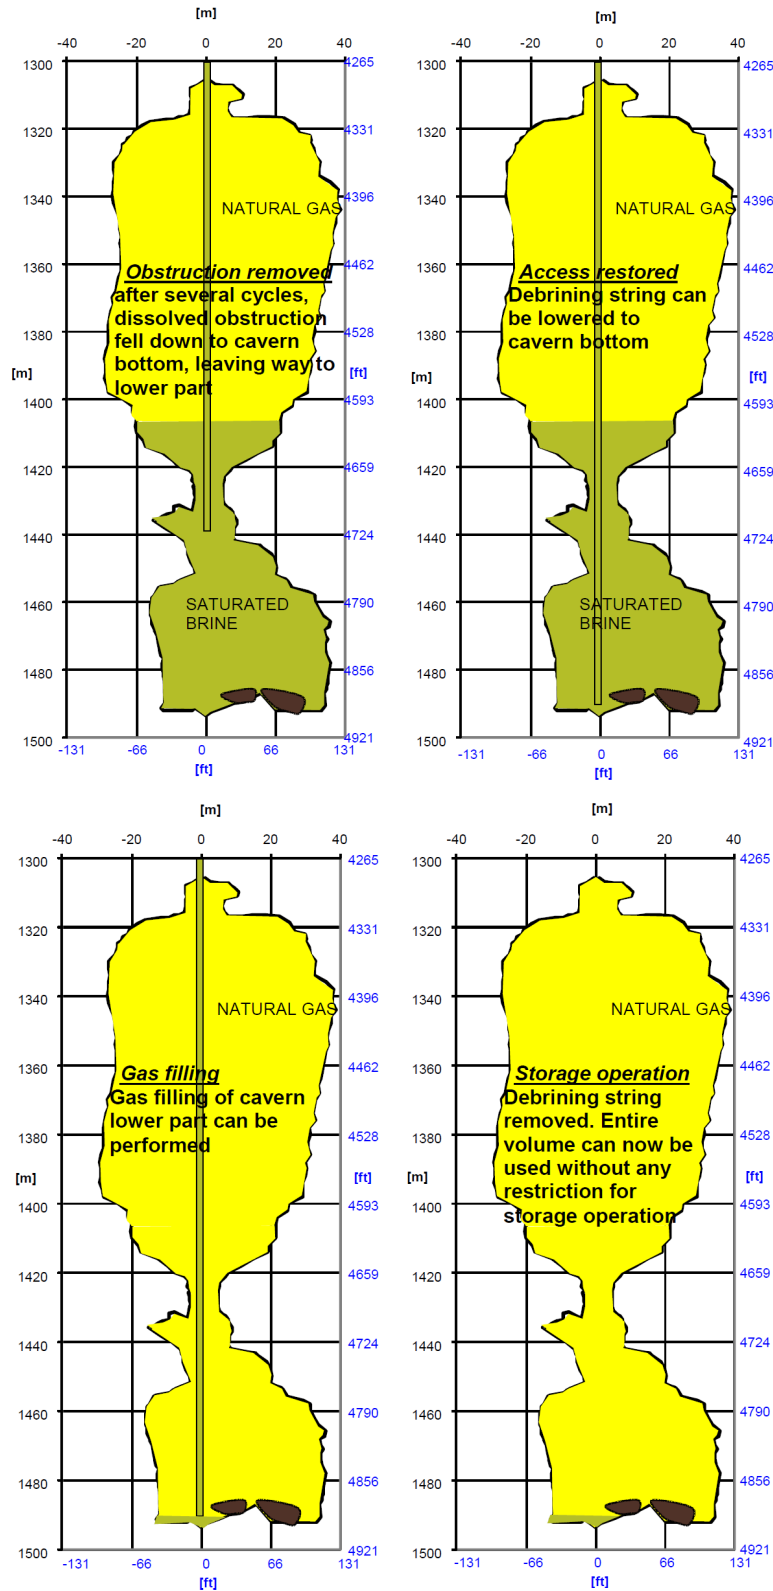 [m]
-40 -20 0 20 40
1300 4265
1320 4331
1340 4396
NATURAL GAS
1360 4462
Obstruction removed
after several cycles,
dissolved obstruction
fell down to cavern
bottom, leaving way to
lower part
1380 4528
[m] [ft]
1400 4593
1420 4659
1440 4724
1460 4790
SATURATED
BRINE
1480 4856
1500 4921
-131 -66 0 66 131
[ft]
[m]
-40 -20 0 20 40
1300 4265
1320 4331
1340 4396
NATURAL GAS
1360 4462
Access restored
Debrining string can
be lowered to
cavern bottom
1380 4528
[m] [ft]
1400 4593
1420 4659
1440 4724
1460 4790
SATURATED
BRINE
1480 4856
1500 4921
-131 -66 0 66 131
[ft]
[m]
-40 -20 0 20 40
1300 4265
1320 4331
1340 4396
NATURAL GAS
1360 4462
Gas filling
Gas filling of cavern
lower part can be
performed
1380 4528
[m] [ft]
1400 4593
1420 4659
1440 4724
1460 4790
1480 4856
1500 4921
-131 -66 0 66 131
[ft]
[m]
-40 -20 0 20 40
1300 4265
1320 4331
1340 4396
NATURAL GAS
1360 4462
Storage operation
Debrining string
removed. Entire
volume can now be
used without any
restriction for
storage operation
1380 4528
[m] [ft]
1400 4593
1420 4659
1440 4724
1460 4790
1480 4856
1500 4921
-131 -66 0 66 131
[ft]